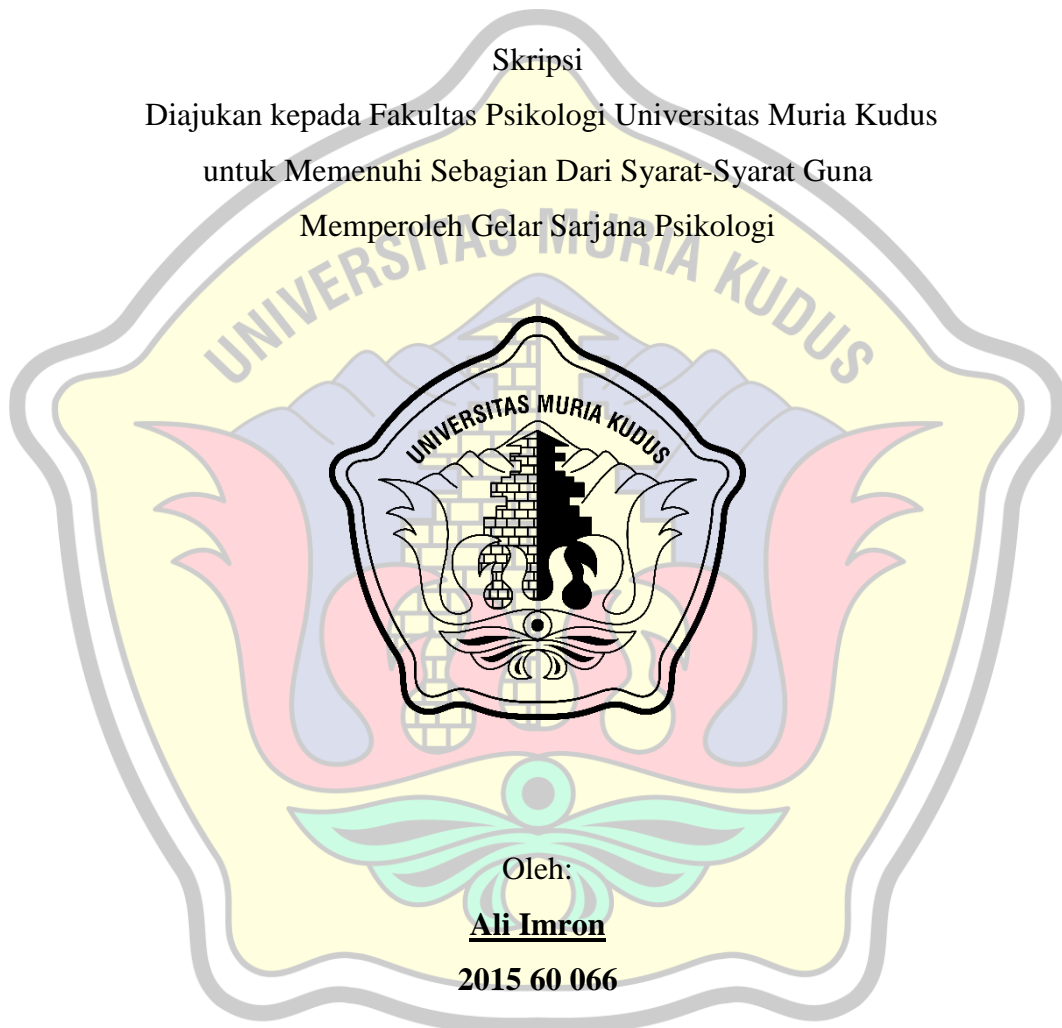 Skripsi
Diajukan kepada Fakultas Psikologi Universitas Muria Kudus
untuk Memenuhi Sebagian Dari Syarat-Syarat Guna
Memperoleh Gelar Sarjana Psikologi
UNIVERSITAS MURIA KUDUS
UNIVERSITAS MURIA KUDUS
Oleh:
Ali Imron
2015 60 066